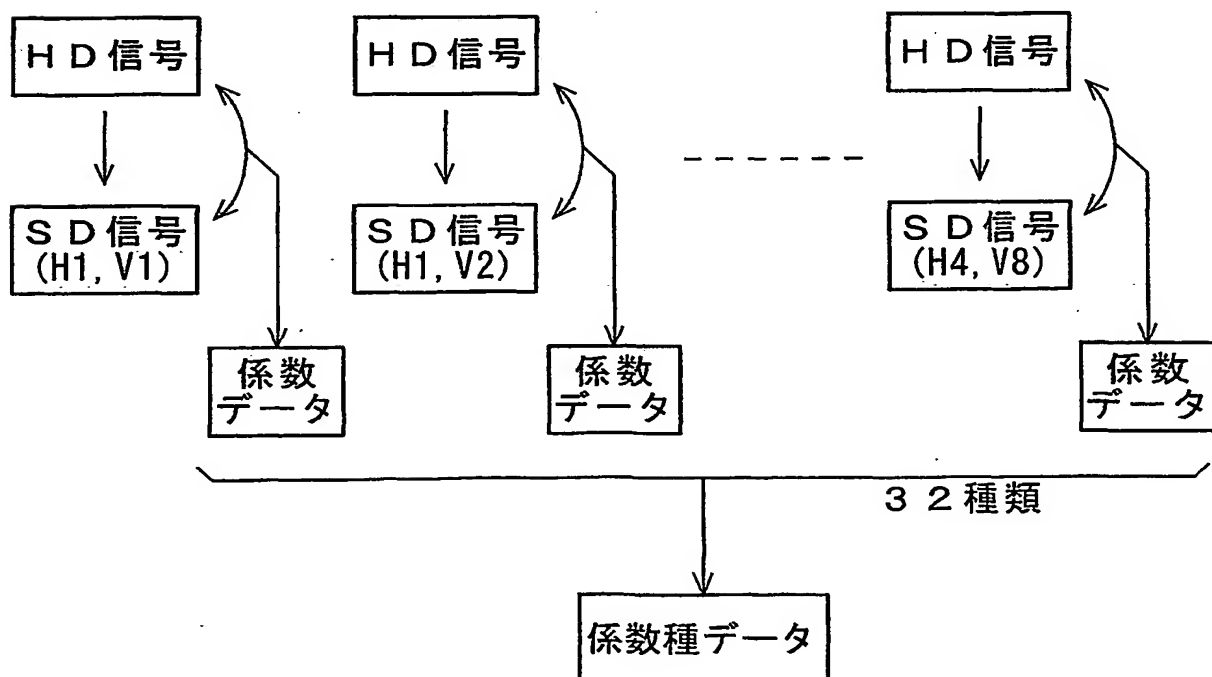 ＨＤ信号
ＨＤ信号
ＨＤ信号
ＳＤ信号
(H1, V1)
ＳＤ信号
(H1, V2)
ＳＤ信号
(H4, V8)
係数
データ
係数
データ
係数
データ
３２種類
係数種データ